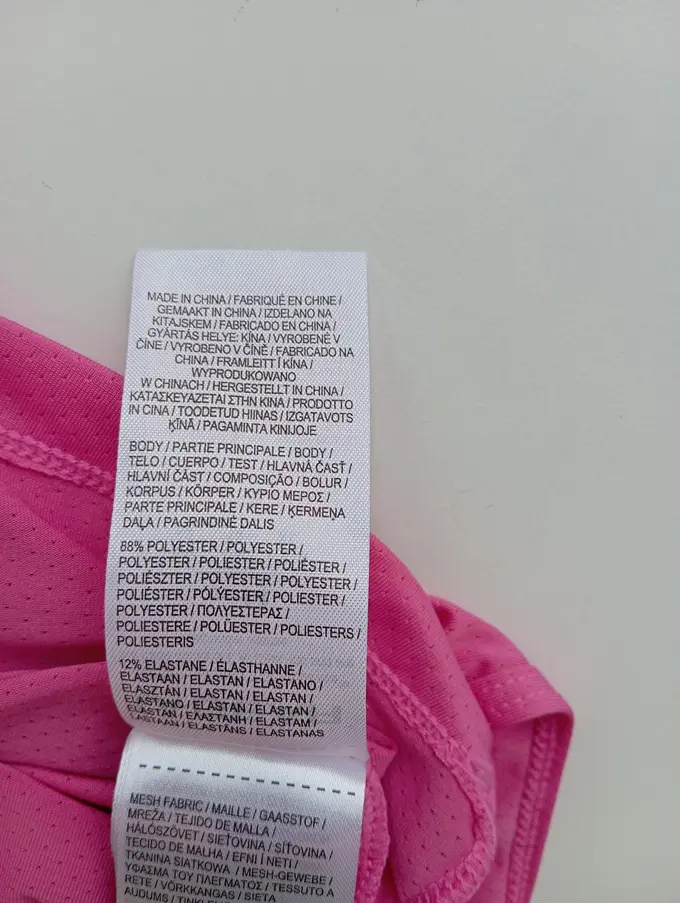 MADE IN CHINA / FABRIQUÉ EN CHINE /
GEMAAKT IN CHINA / IZDELANO NA
KITAJSKEM / FABRICADO EN CHINA /
GYÁRTÁS HELYE: KÍNA / VYROBENÉ V
ČÍNE / VYROBENO V ČÍNĚ / FABRICADO NA
CHINA / FRAMLEITT Í KÍNA /
WYPRODUKOWANO
W CHINACH / HERGESTELLT IN CHINA /
ΚΑΤΑΣΚΕΥΑΖΕΤΑΙ ΣΤΗΝ ΚΙΝΑ / PRODOTTO
IN CINA / TOODETUD HIINAS / IZGATAVOTS
ĶĪNĀ / PAGAMINTA KINIJOJE
BODY / PARTIE PRINCIPALE / BODY /
TELO / CUERPO / TEST / HLAVNÁ ČASŤ /
HLAVNÍ ČÁST / COMPOSIÇÃO / BOLUR /
KORPUS / KÖRPER / ΚΥΡΙΟ ΜΕΡΟΣ /
PARTE PRINCIPALE / KERE / ĶERMEŅA
DAĻA / PAGRINDINĖ DALIS
88% POLYESTER / POLYESTER /
POLYESTER / POLIESTER / POLIÉSTER /
POLIÉSZTER / POLYESTER / POLYESTER /
POLIÉSTER / PÓLÝESTER / POLIESTER /
POLYESTER / ΠΟΛΥΕΣΤΕΡΑΣ /
POLIESTERE / POLÜESTER / POLIESTERS /
POLIESTERIS
12% ELASTANE / ÉLASTHANNE /
ELASTAAN / ELASTAN / ELASTANO /
ELASZTÁN / ELASTAN / ELASTAN /
ELASTANO / ELASTAN / ELASTAN /
ELASTAN / ΕΛΑΣΤΑΝΗ / ELASTAM /
ELASTAAN / ELASTĀNS / ELASTANAS
MESH FABRIC / MAILLE / GAASSTOF /
MREŽA / TEJIDO DE MALLA /
HÁLÓSZÖVET / SIEŤOVINA / SÍŤOVINA /
TECIDO DE MALHA / EFNI Í NETI /
TKANINA SIATKOWA / MESH-GEWEBE /
ΥΦΑΣΜΑ ΤΟΥ ΠΛΕΓΜΑΤΟΣ / TESSUTO A
RETE / VÕRKKANGAS / SIETA
AUDUMS /